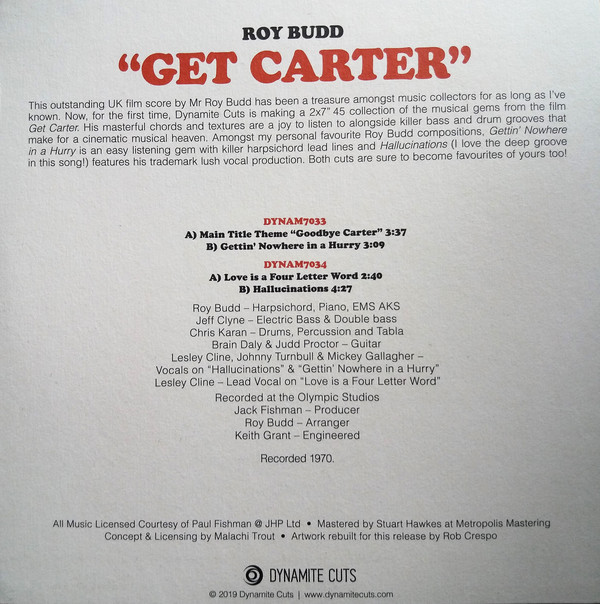 ROY BUDD
“GET CARTER”
This outstanding UK film score by Mr Roy Budd has been a treasure amongst music collectors for as long as I've
known. Now, for the first time, Dynamite Cuts is making a 2x7" 45 collection of the musical gems from the film
Get Carter. His masterful chords and textures are a joy to listen to alongside killer bass and drum grooves that
make for a cinematic musical heaven. Amongst my personal favourite Roy Budd compositions, Gettin' Nowhere
in a Hurry is an easy listening gem with killer harpsichord lead lines and Hallucinations (I love the deep groove
in this song!) features his trademark lush vocal production. Both cuts are sure to become favourites of yours too!
DYNAM7033
A) Main Title Theme “Goodbye Carter” 3:37
B) Gettin' Nowhere in a Hurry 3:09
DYNAM7034
A) Love is a Four Letter Word 2:40
B) Hallucinations 4:27
Roy Budd – Harpsichord, Piano, EMS AKS
Jeff Clyne – Electric Bass & Double bass
Chris Karan – Drums, Percussion and Tabla
Brain Daly & Judd Proctor – Guitar
Lesley Cline, Johnny Turnbull & Mickey Gallagher –
Vocals on “Hallucinations” & “Gettin' Nowhere in a Hurry”
Lesley Cline – Lead Vocal on “Love is a Four Letter Word”
Recorded at the Olympic Studios
Jack Fishman – Producer
Roy Budd – Arranger
Keith Grant – Engineered
Recorded 1970.
All Music Licensed Courtesy of Paul Fishman @ JHP Ltd • Mastered by Stuart Hawkes at Metropolis Mastering
Concept & Licensing by Malachi Trout • Artwork rebuilt for this release by Rob Crespo
DYNAMITE CUTS
© 2019 Dynamite Cuts | www.dynamitecuts.com